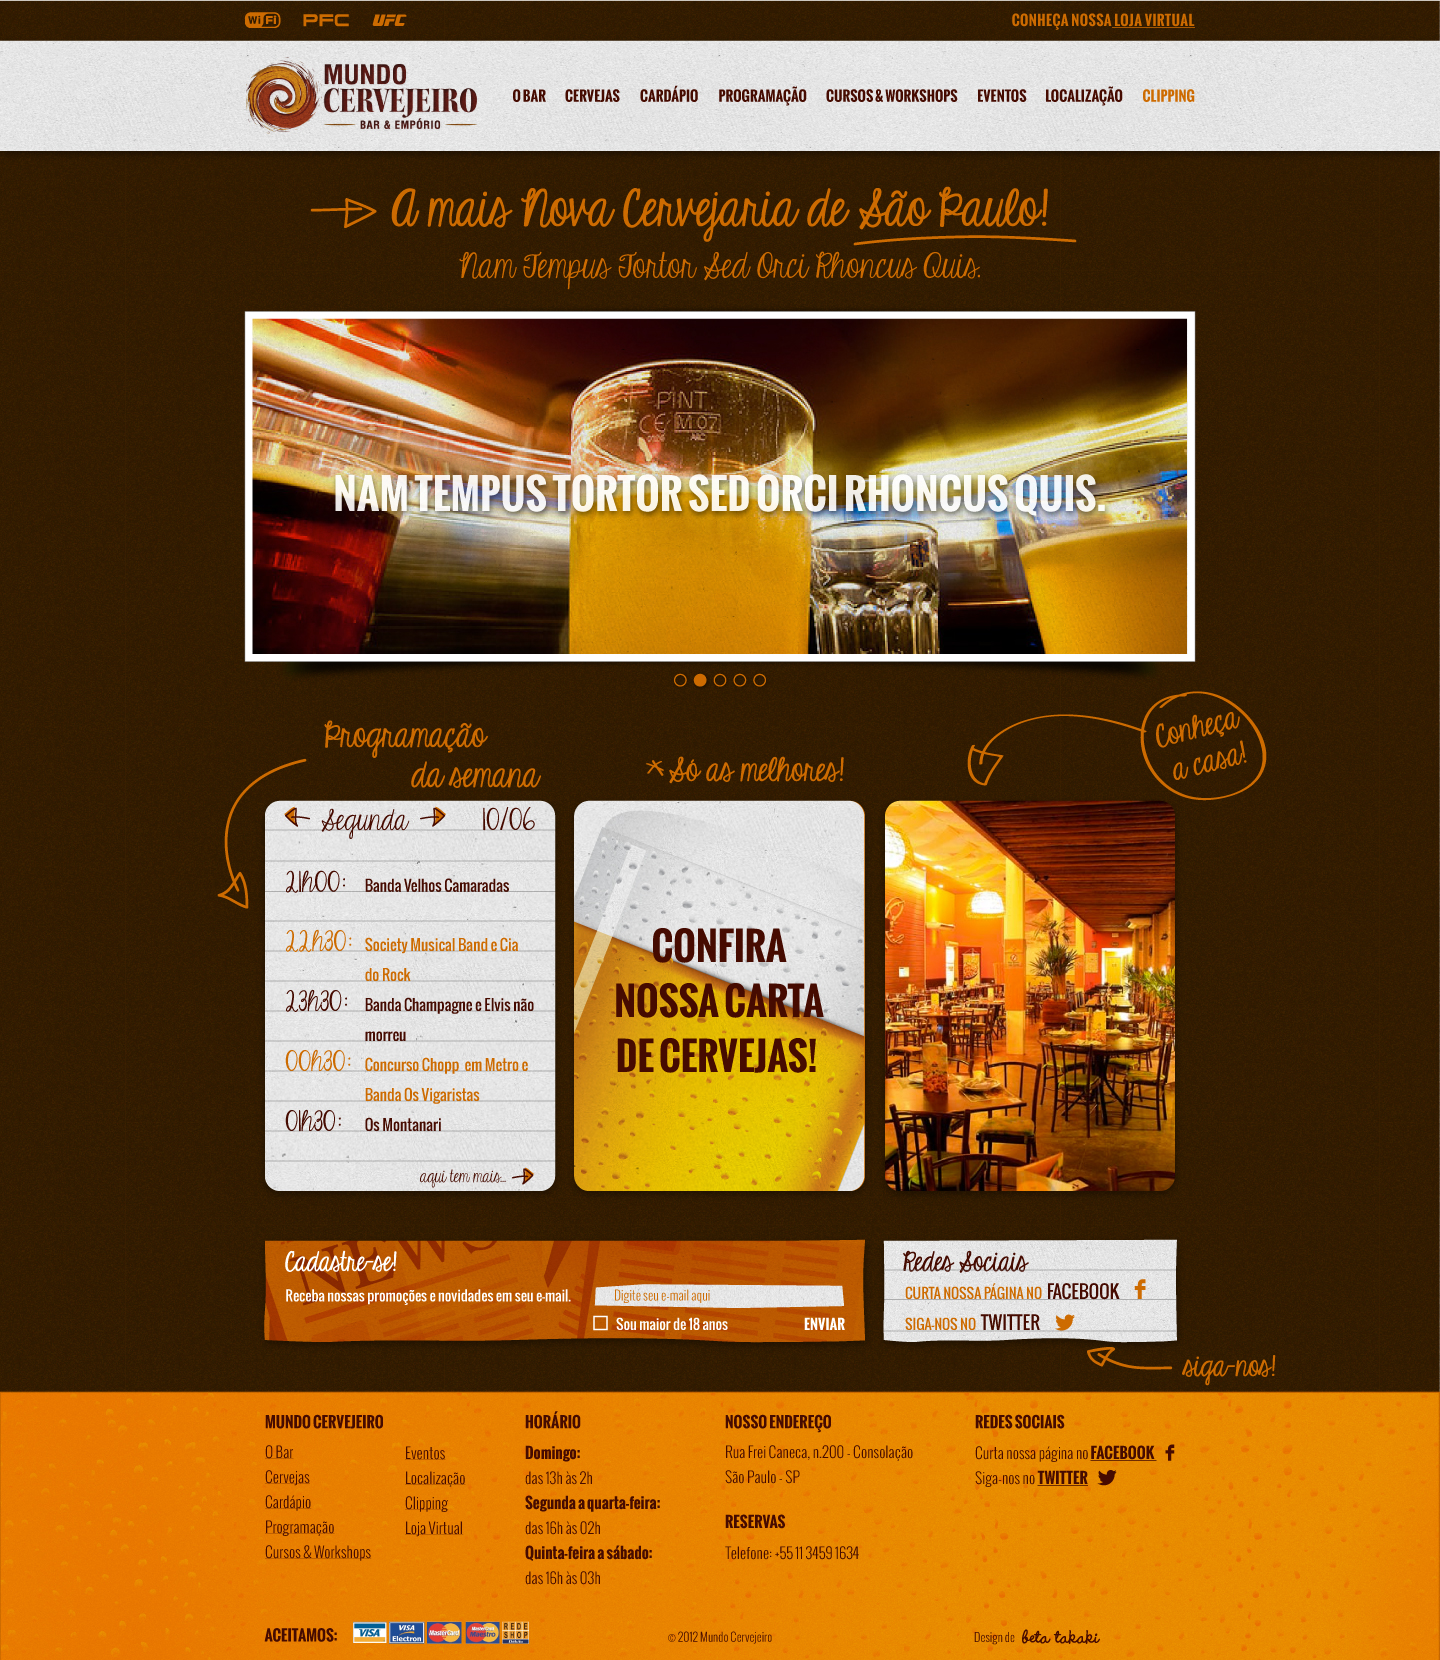 WiFi PFC UFC
CONHEÇA NOSSA LOJA VIRTUAL
MUNDO
CERVEJEIRO
BAR & EMPÓRIO
O BAR CERVEJAS CARDÁPIO PROGRAMAÇÃO CURSOS & WORKSHOPS EVENTOS LOCALIZAÇÃO CLIPPING
A mais Nova Cervejaria de São Paulo!
Nam Tempus Tortor Sed Orci Rhoncus Quis.
PINT
CE M 07
NAM TEMPUS TORTOR SED ORCI RHONCUS QUIS.
Programação
da semana
Só as melhores!
Conheça
a casa!
Segunda 10/06
21h00: Banda Velhos Camaradas
22h30: Society Musical Band e Cia
do Rock
23h30: Banda Champagne e Elvis não
morreu
00h30: Concurso Chopp em Metro e
Banda Os Vigaristas
01h30: Os Montanari
aqui tem mais...
CONFIRA
NOSSA CARTA
DE CERVEJAS!
NEWS
Cadastre-se!
Receba nossas promoções e novidades em seu e-mail.
Digite seu e-mail aqui
Sou maior de 18 anos
ENVIAR
Redes Sociais
CURTA NOSSA PÁGINA NO FACEBOOK
SIGA-NOS NO TWITTER
siga-nos!
MUNDO CERVEJEIRO
O Bar
Cervejas
Cardápio
Programação
Cursos & Workshops
Eventos
Localização
Clipping
Loja Virtual
HORÁRIO
Domingo:
das 13h às 2h
Segunda a quarta-feira:
das 16h às 02h
Quinta-feira a sábado:
das 16h às 03h
NOSSO ENDEREÇO
Rua Frei Caneca, n.200 - Consolação
São Paulo - SP
RESERVAS
Telefone: +55 11 3459 1634
REDES SOCIAIS
Curta nossa página no FACEBOOK
Siga-nos no TWITTER
ACEITAMOS:
VISA
VISA Electron
MasterCard
MasterCard Maestro
REDE SHOP
© 2012 Mundo Cervejeiro
Design de beta takaki